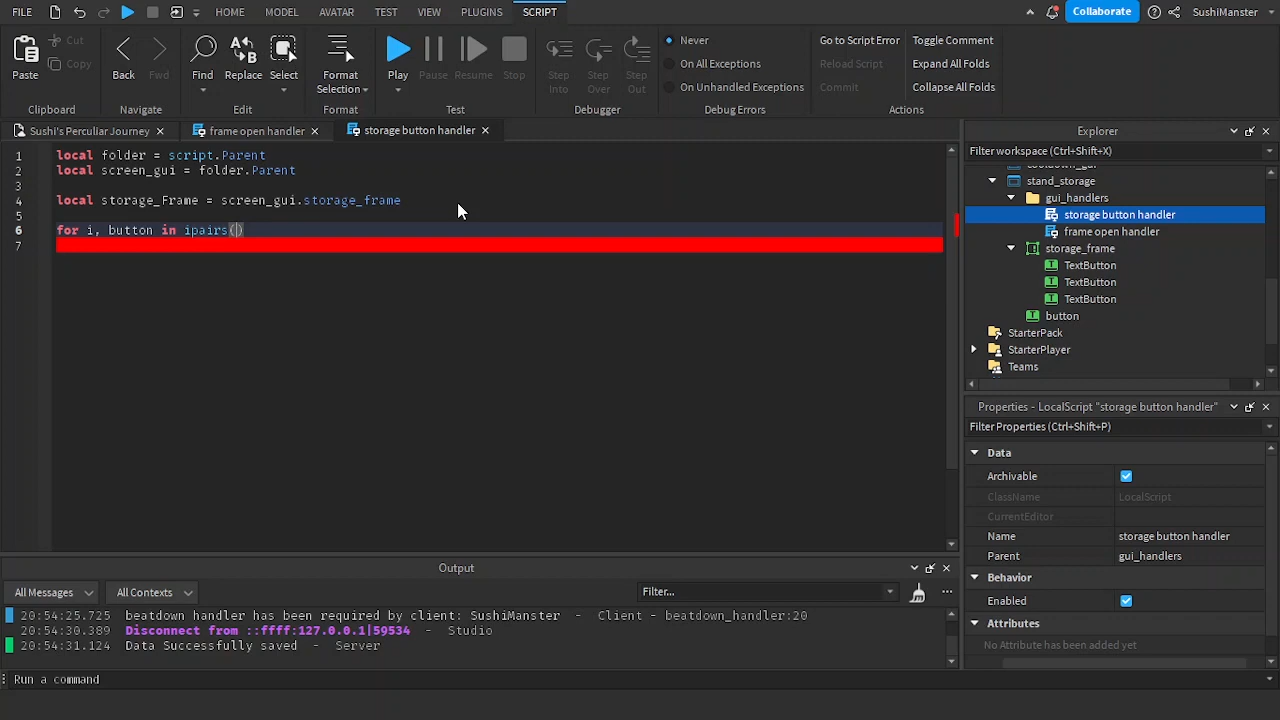 FILE HOME MODEL AVATAR TEST VIEW PLUGINS SCRIPT Collaborate SushiManster
Paste Cut Copy Back Fwd Find Replace Select Format Selection Play Pause Resume Stop Step Into Step Over Step Out Never On All Exceptions On Unhandled Exceptions Go to Script Error Reload Script Commit Toggle Comment Expand All Folds Collapse All Folds
Clipboard Navigate Edit Format Test Debugger Debug Errors Actions
Sushi's Percullar Journey frame open handler storage button handler
1 local folder = script.Parent
2 local screen_gui = folder.Parent
3
4 local storage_Frame = screen_gui.storage_frame
5
6 for i, button in ipairs()
7
Explorer
Filter workspace (Ctrl+Shift+X)
stand_storage
gui_handlers
storage button handler
frame open handler
storage_frame
TextButton
TextButton
TextButton
button
StarterPack
StarterPlayer
Teams
Properties - LocalScript "storage button handler"
Filter Properties (Ctrl+Shift+P)
Data
Archivable
ClassName LocalScript
CurrentEditor
Name storage button handler
Parent gui_handlers
Behavior
Enabled
Attributes
No Attribute has been added yet
Output
All Messages All Contexts Filter...
20:54:25.725 beatdown handler has been required by client: SushiManster - Client - beatdown_handler:20
20:54:30.389 Disconnect from ::ffff:127.0.0.1|59534 - Studio
20:54:31.124 Data Successfully saved - Server
Run a command